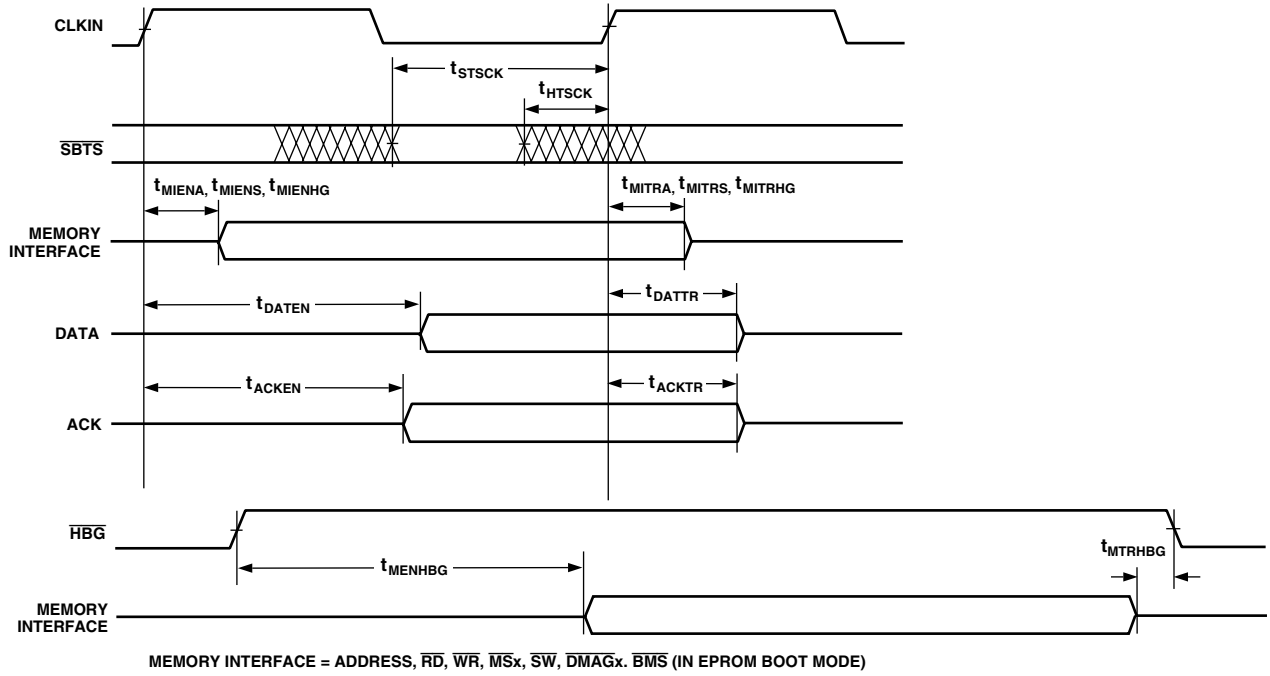 CLKIN
tSTSCK
tHTSCK
SBTS
tMIENA, tMIENS, tMIENHG
tMITRA, tMITRS, tMITRHG
MEMORY
INTERFACE
tDATEN
tDATTR
DATA
tACKEN
tACKTR
ACK
HBG
tMENHBG
tMTRHBG
MEMORY
INTERFACE
MEMORY INTERFACE = ADDRESS, RD, WR, MSx, SW, DMAGx. BMS (IN EPROM BOOT MODE)